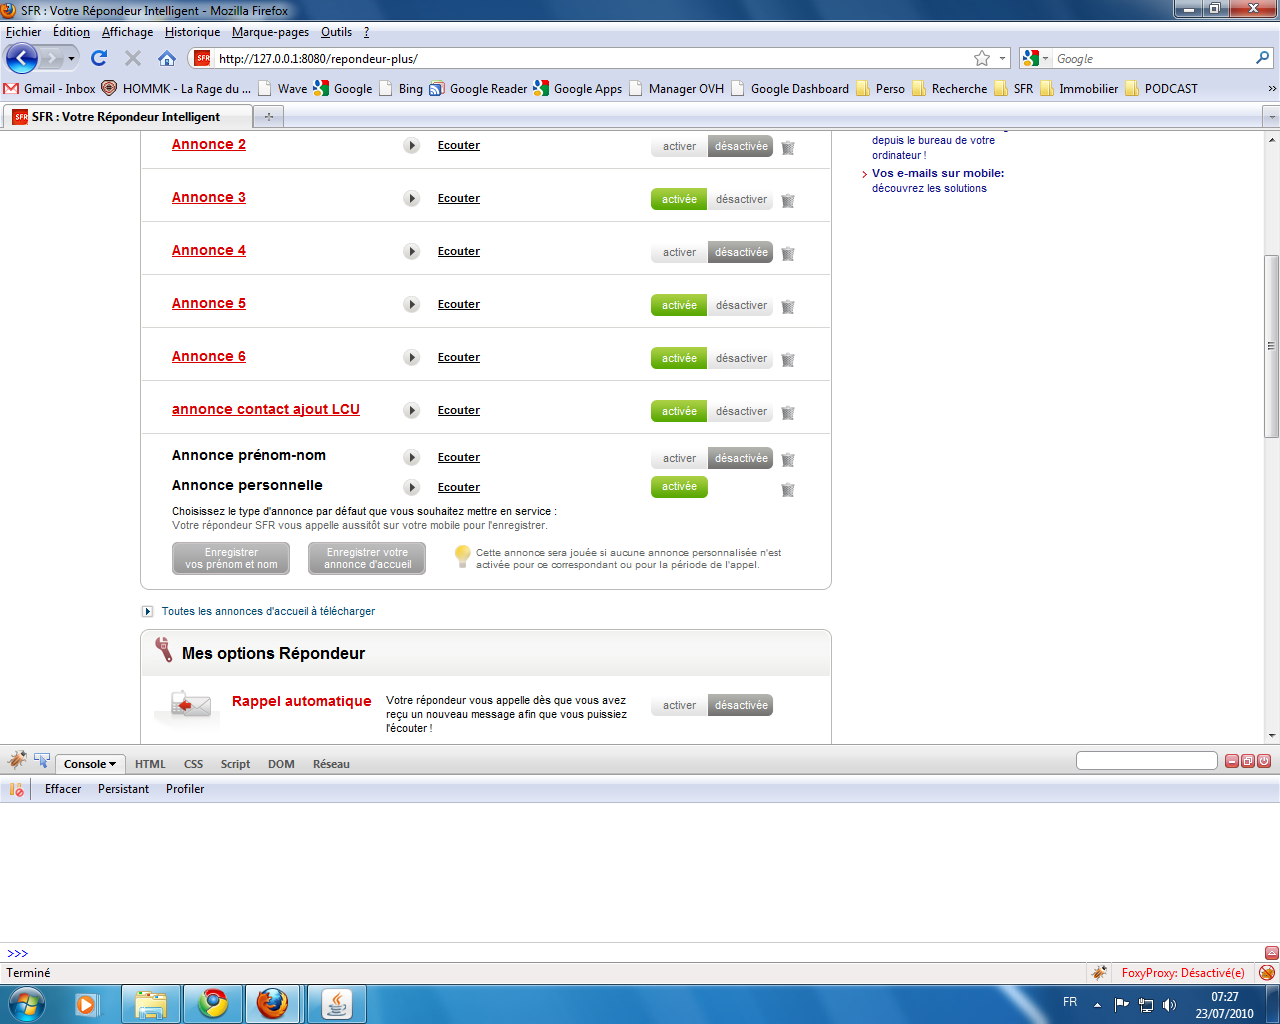 SFR : Votre Répondeur Intelligent - Mozilla Firefox
Fichier Édition Affichage Historique Marque-pages Outils ?
SFR http://127.0.0.1:8080/repondeur-plus/ Google
Gmail - Inbox HOMMK - La Rage du ... Wave Google Bing Google Reader Google Apps Manager OVH Google Dashboard Perso Recherche SFR Immobilier PODCAST »
SFR SFR : Votre Répondeur Intelligent
Annonce 2 Ecouter activer désactivée
depuis le bureau de votre
ordinateur !
Vos e-mails sur mobile:
découvrez les solutions
Annonce 3 Ecouter activée désactiver
Annonce 4 Ecouter activer désactivée
Annonce 5 Ecouter activée désactiver
Annonce 6 Ecouter activée désactiver
annonce contact ajout LCU Ecouter activée désactiver
Annonce prénom-nom Ecouter activer désactivée
Annonce personnelle Ecouter activée
Choisissez le type d'annonce par défaut que vous souhaitez mettre en service :
Votre répondeur SFR vous appelle aussitôt sur votre mobile pour l'enregistrer.
Enregistrer
vos prénom et nom
Enregistrer votre
annonce d'accueil
Cette annonce sera jouée si aucune annonce personnalisée n'est
activée pour ce correspondant ou pour la période de l'appel.
Toutes les annonces d'accueil à télécharger
Mes options Répondeur
Rappel automatique
Votre répondeur vous appelle dès que vous avez
reçu un nouveau message afin que vous puissiez
l'écouter !
activer désactivée
Console HTML CSS Script DOM Réseau
Effacer Persistant Profiler
>>>
Terminé FoxyProxy: Désactivé(e)
FR 07:27
23/07/2010